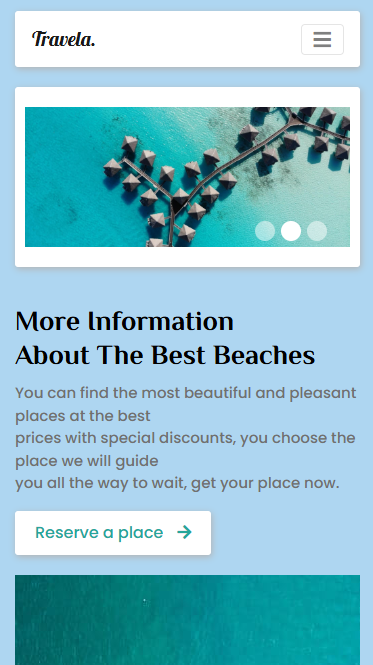 Travela.
More Information
About The Best Beaches
You can find the most beautiful and pleasant
places at the best
prices with special discounts, you choose the
place we will guide
you all the way to wait, get your place now.
Reserve a place